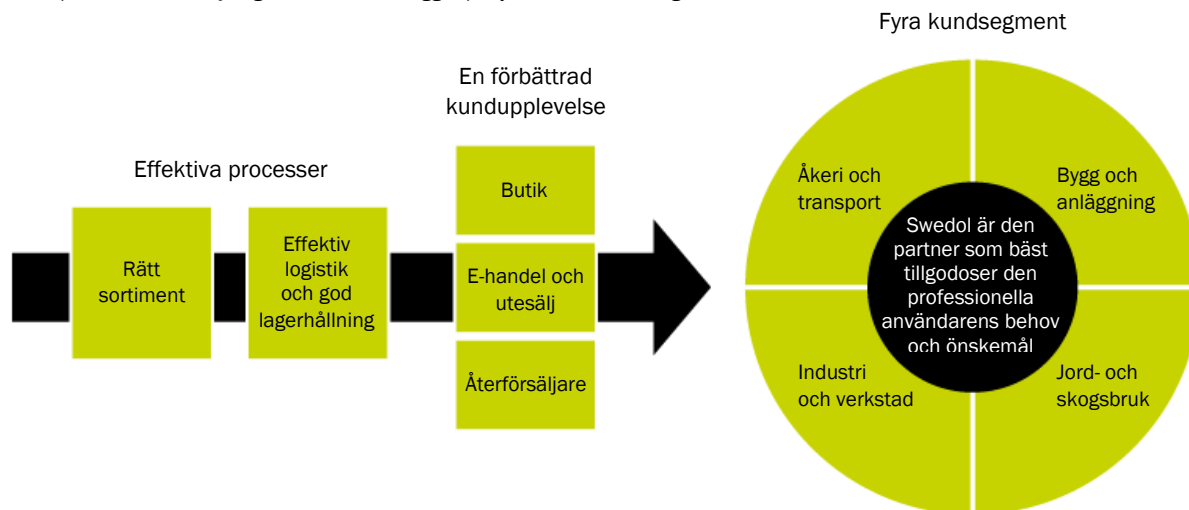 Fyra kundsegment
En förbättrad
kundupplevelse
Effektiva processer
Rätt
sortiment
Effektiv
logistik
och god
lagerhållning
Butik
E-handel och
utesälj
Återförsäljare
Åkeri och
transport
Bygg och
anläggning
Swedol är den
partner som bäst
tillgodoser den
professionella
användarens behov
och önskemål
Industri
och verkstad
Jord- och
skogsbruk